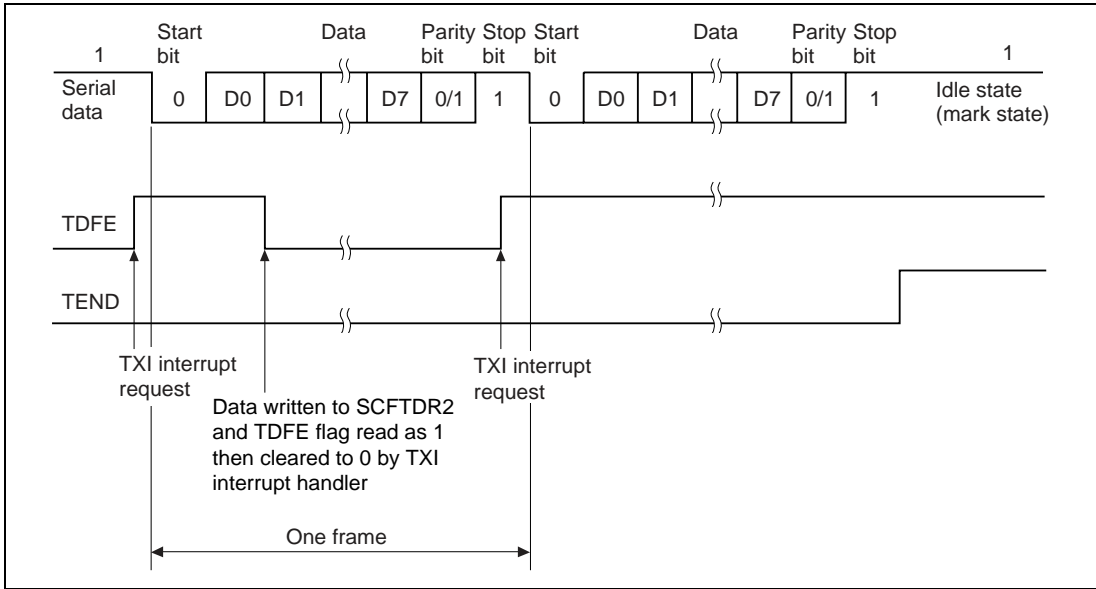 Start Data Parity Stop Start Data Parity Stop
1 bit bit bit bit bit bit 1
Serial data
0 D0 D1 D7 0/1 1 0 D0 D1 D7 0/1 1
Idle state
(mark state)
TDFE
TEND
TXI interrupt
request
TXI interrupt
request
Data written to SCFTDR2
and TDFE flag read as 1
then cleared to 0 by TXI
interrupt handler
One frame